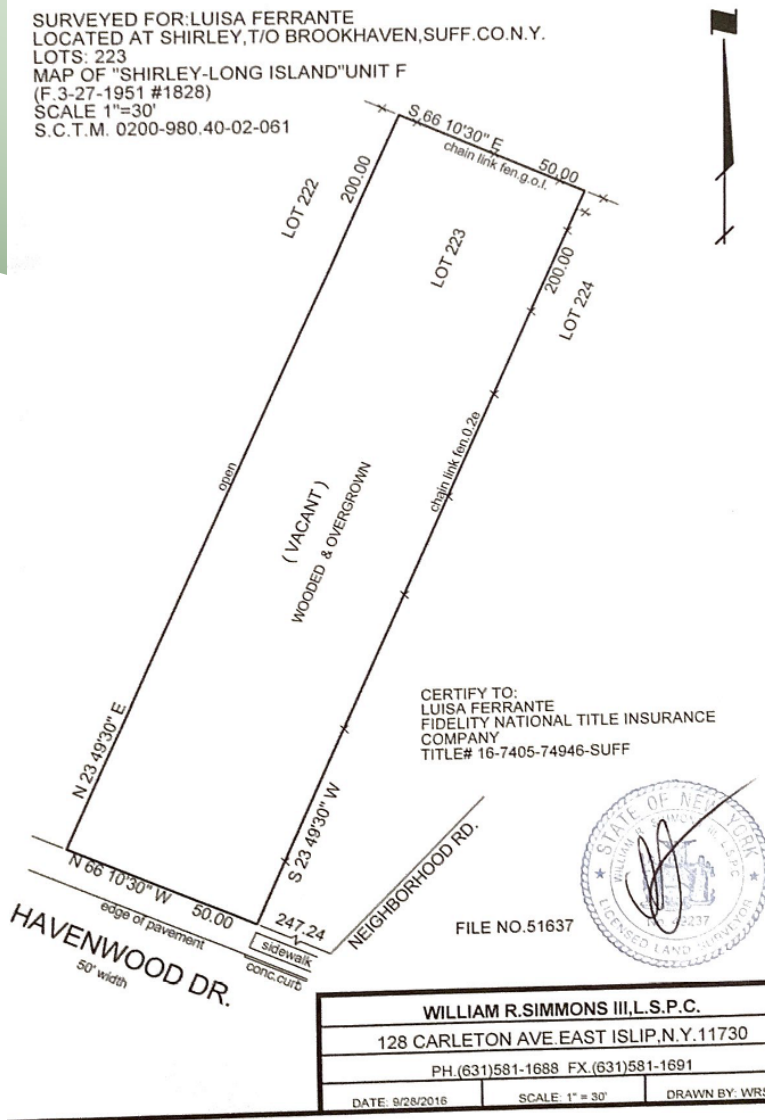 SURVEYED FOR:LUISA FERRANTE
LOCATED AT SHIRLEY,T/O BROOKHAVEN,SUFF.CO.N.Y.
LOTS: 223
MAP OF "SHIRLEY-LONG ISLAND"UNIT F
(F.3-27-1951 #1828)
SCALE 1"=30'
S.C.T.M. 0200-980.40-02-061
S 66 10'30" E
50.00
chain link fen.g.o.l.
200.00
LOT 222
LOT 223
200.00
LOT 224
open
chain link fen.0.2e
( VACANT )
WOODED & OVERGROWN
N 23 49'30" E
S 23 49'30" W
CERTIFY TO:
LUISA FERRANTE
FIDELITY NATIONAL TITLE INSURANCE
COMPANY
TITLE# 16-7405-74946-SUFF
N 66 10'30" W
50.00
247.24
NEIGHBORHOOD RD.
edge of pavement
sidewalk
conc.curb
HAVENWOOD DR.
50' width
FILE NO.51637
STATE OF NEW YORK
WILLIAM R. SIMMONS III, L.S.P.C.
LICENSED LAND SURVEYOR
WILLIAM R.SIMMONS III,L.S.P.C.
128 CARLETON AVE.EAST ISLIP,N.Y.11730
PH.(631)581-1688 FX.(631)581-1691
DATE: 9/28/2016
SCALE: 1" = 30'
DRAWN BY: WRS